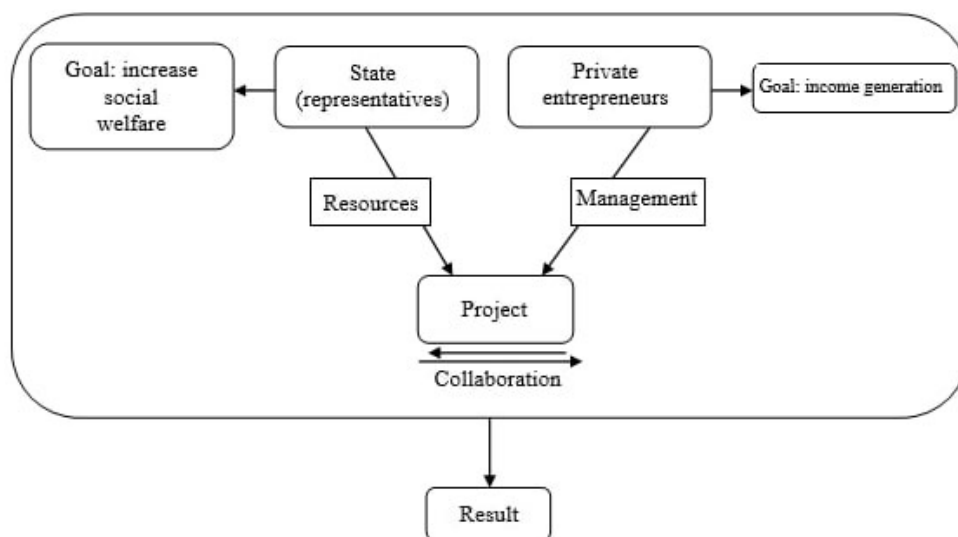 Goal: increase
social
welfare
State
(representatives)
Private
entrepreneurs
Goal: income generation
Resources
Management
Project
Collaboration
Result